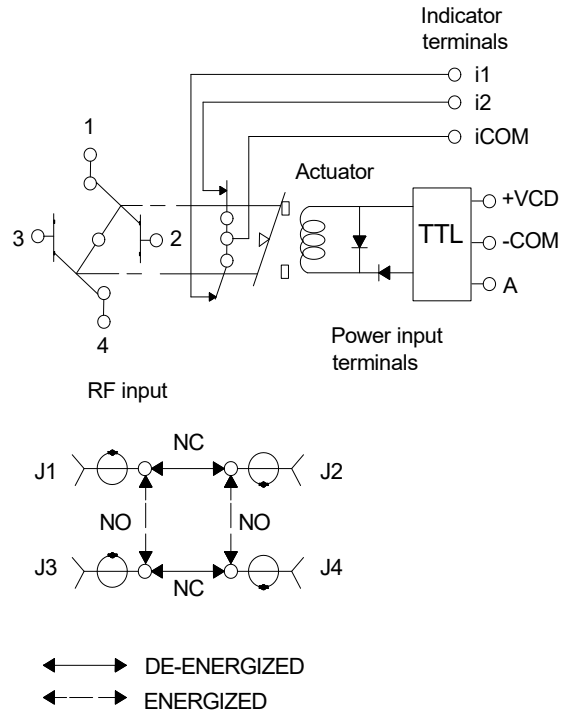 Indicator
terminals
i1
i2
iCOM
1
Actuator
+VCD
3
2
TTL
-COM
A
4
Power input
terminals
RF input
NC
J1
J2
NO
NO
J3
J4
NC
DE-ENERGIZED
ENERGIZED